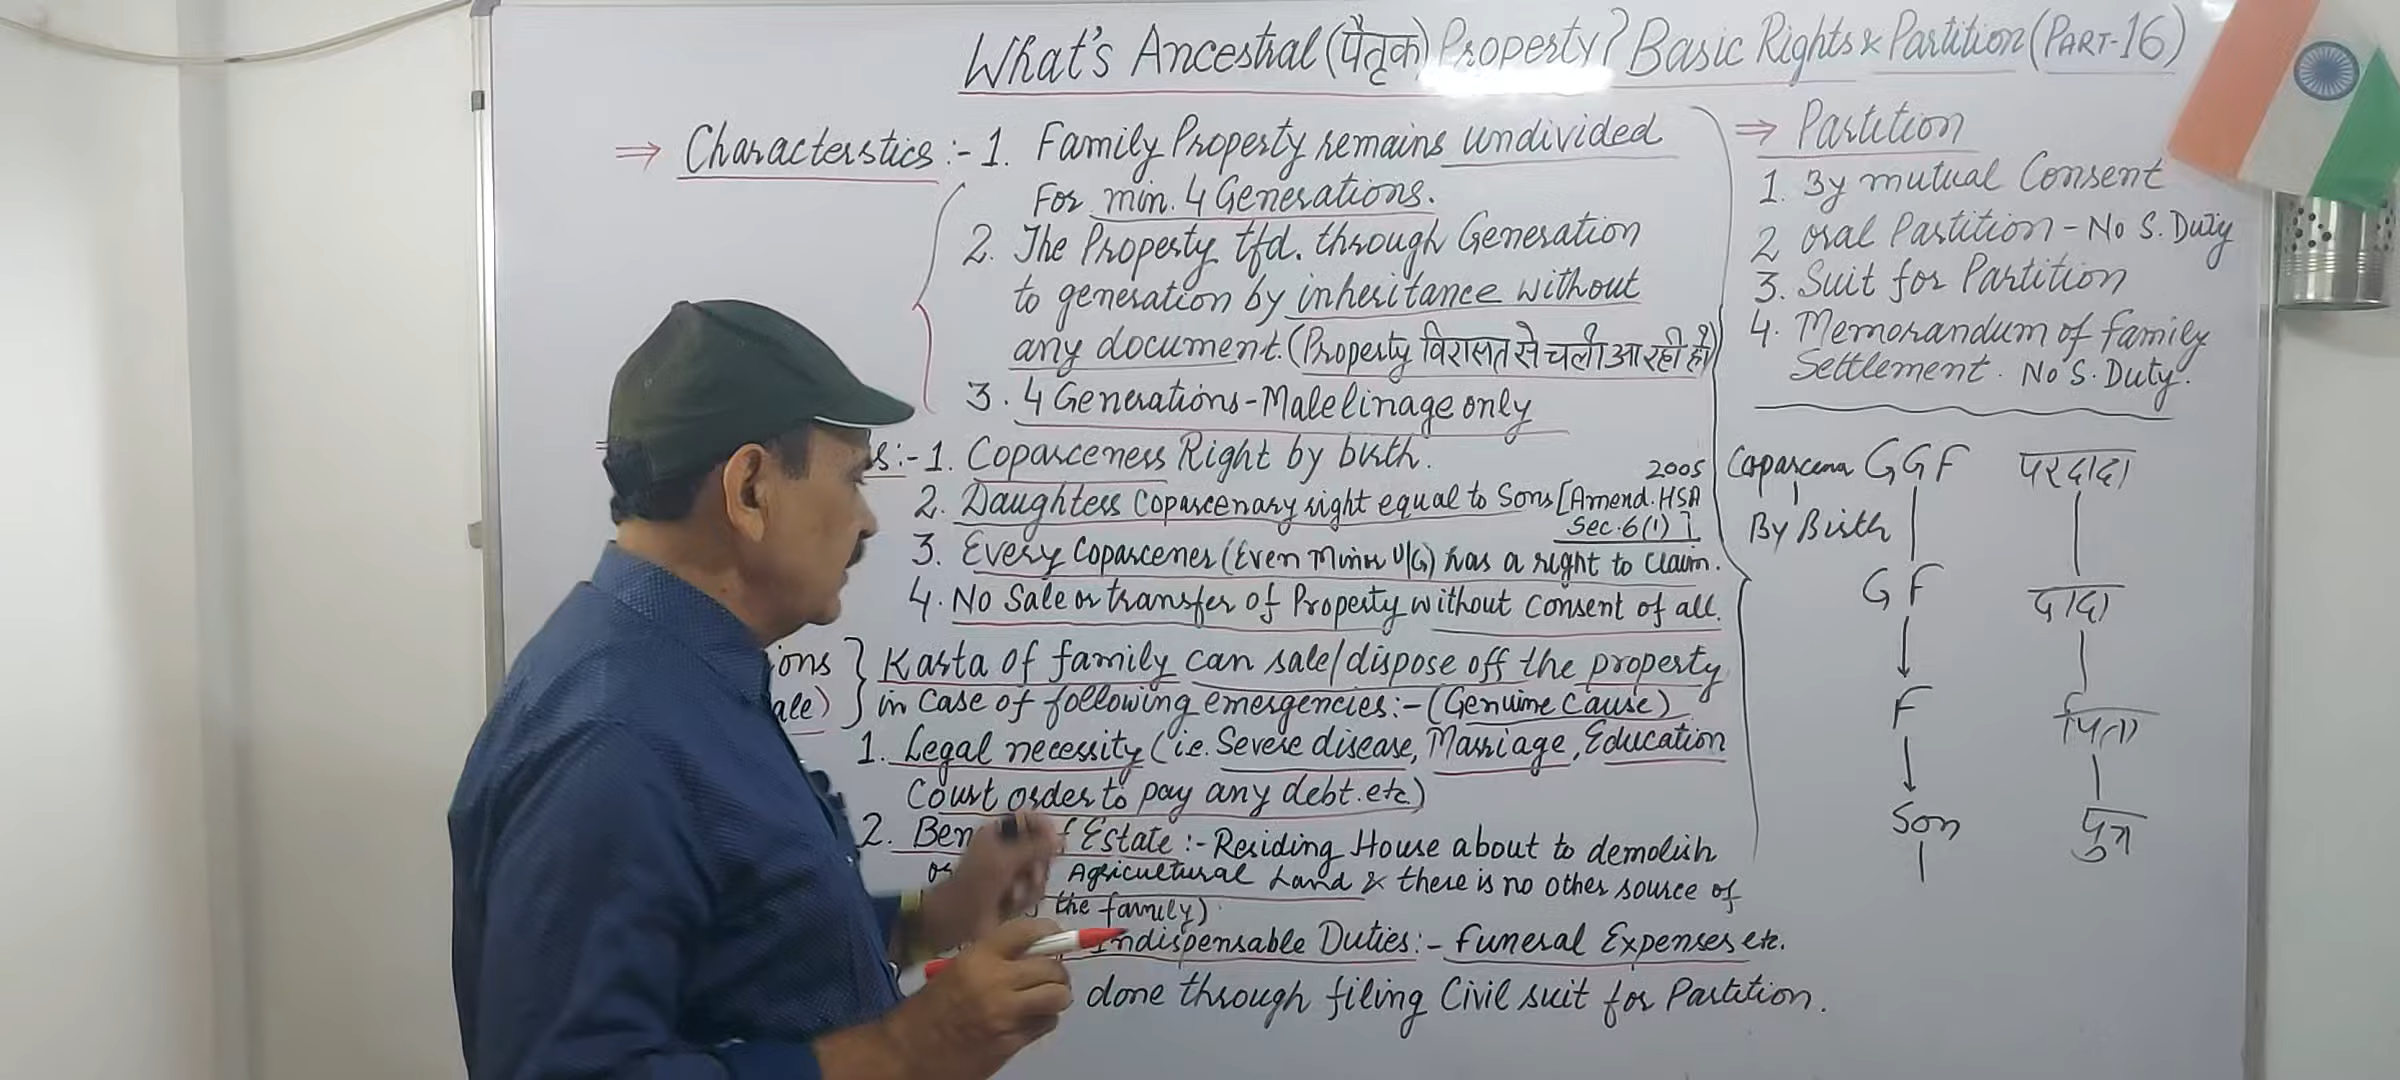 What's Ancestral (पैतृक) Property? Basic Rights & Partition (PART-16)
⇒ Characterstics :- 1. Family Property remains undivided
For min. 4 Generations.
2. The Property tfd. through Generation
to generation by inheritance without
any document. (Property विरासत से चली आ रही हो)
3. 4 Generations - Male linage only
s:- 1. Coparceners Right by birth.
2. Daughters Coparcenary right equal to Sons [Amend. HSA 2005
Sec. 6(1)]
3. Every Coparcener (Even Minor U/G) has a right to claim.
4. No Sale or transfer of Property without consent of all.
ions } Karta of family can sale/dispose off the property
ale) } in case of following emergencies:- (Genuine Cause)
1. Legal necessity (i.e. Severe disease, Marriage, Education
Court order to pay any debt. etc.)
2. Ben f Estate :- Residing House about to demolish
or Agricultural Land & there is no other source of
the family)
Indispensable Duties:- Funeral Expenses etc.
done through filing Civil suit for Partition.
⇒ Partition
1. By mutual Consent
2 oral Partition - No S. Duty
3. Suit for Partition
4. Memorandum of family
Settlement. No S. Duty.
GGF परदादा
By Birth
GF दादा
F पिता
Son पुत्र